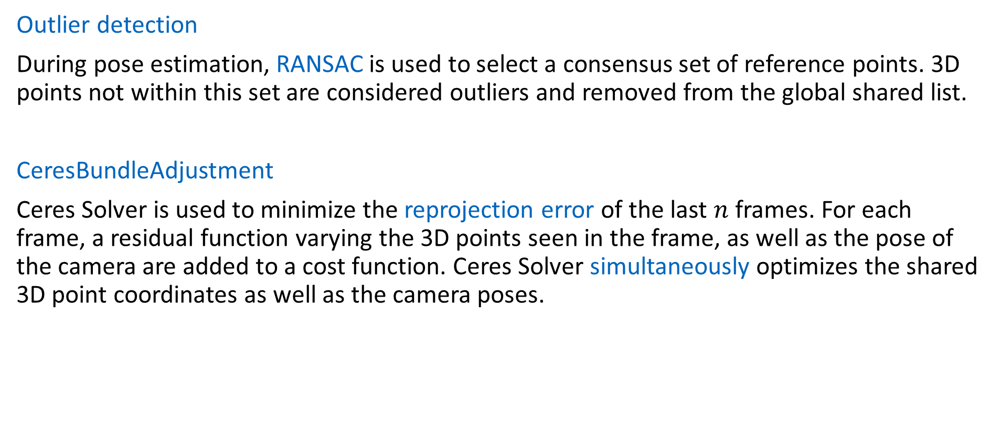 Outlier detection
During pose estimation, RANSAC is used to select a consensus set of reference points. 3D
points not within this set are considered outliers and removed from the global shared list.
CeresBundleAdjustment
Ceres Solver is used to minimize the reprojection error of the last n frames. For each
frame, a residual function varying the 3D points seen in the frame, as well as the pose of
the camera are added to a cost function. Ceres Solver simultaneously optimizes the shared
3D point coordinates as well as the camera poses.